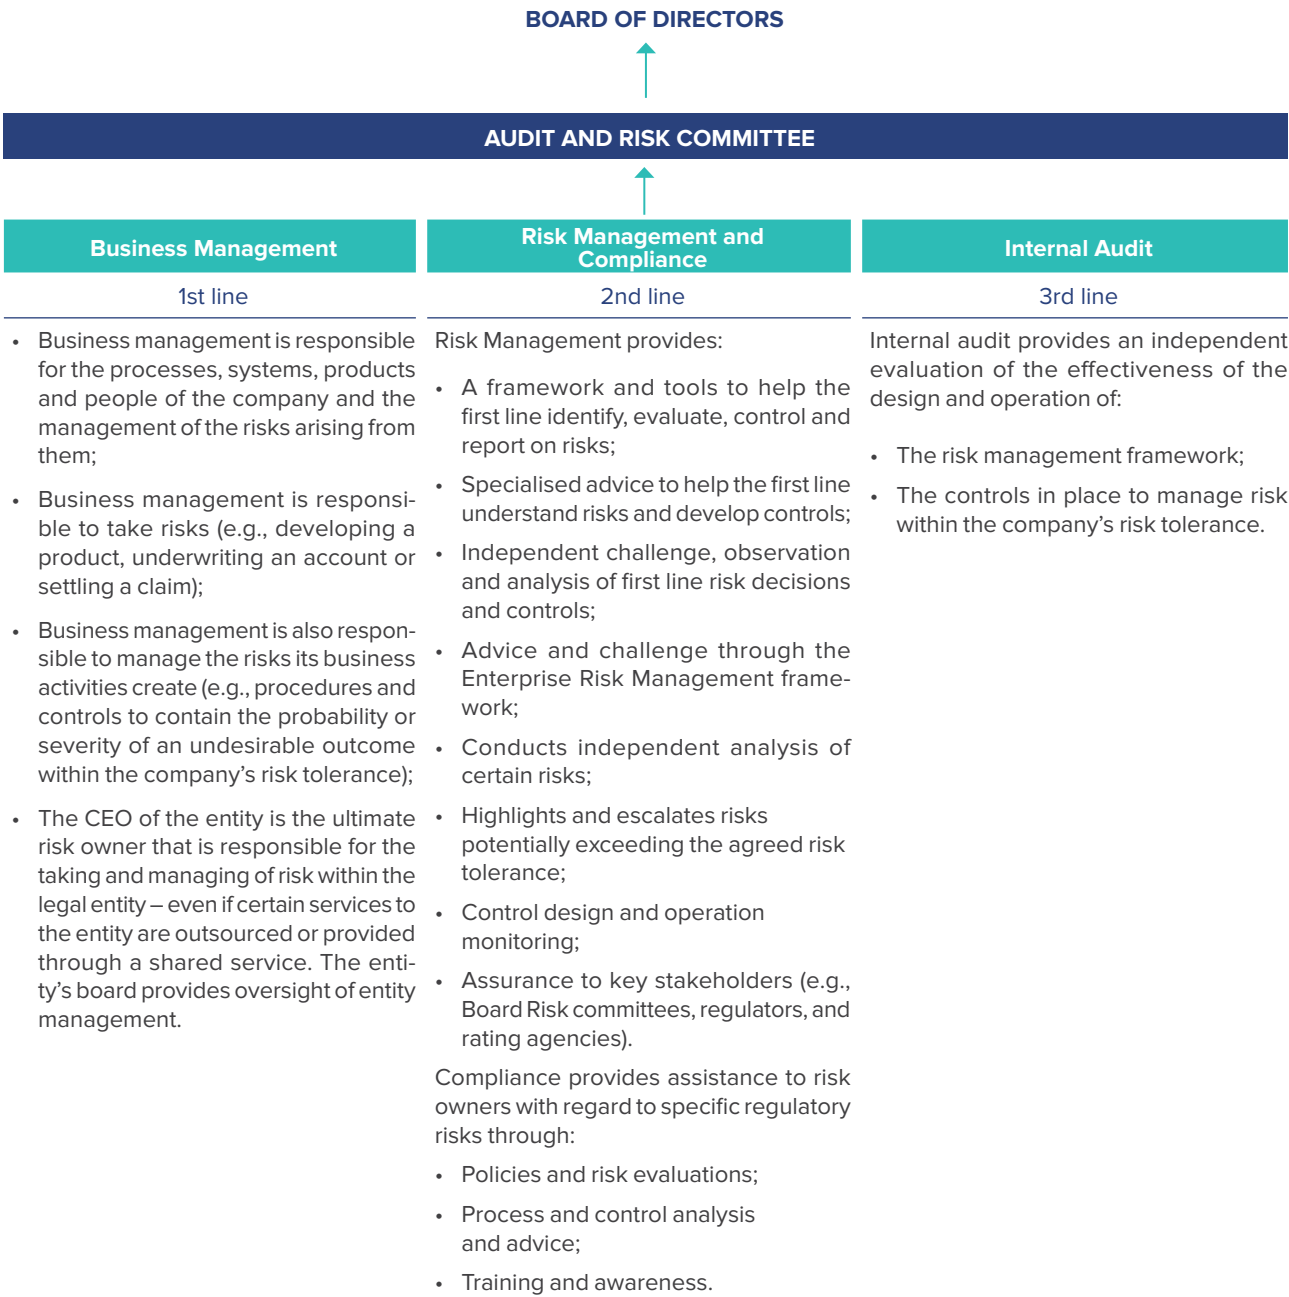 BOARD OF DIRECTORS
AUDIT AND RISK COMMITTEE
Business Management
1st line
• Business management is responsible
for the processes, systems, products
and people of the company and the
management of the risks arising from
them;
• Business management is responsi-
ble to take risks (e.g., developing a
product, underwriting an account or
settling a claim);
• Business management is also respon-
sible to manage the risks its business
activities create (e.g., procedures and
controls to contain the probability or
severity of an undesirable outcome
within the company’s risk tolerance);
• The CEO of the entity is the ultimate
risk owner that is responsible for the
taking and managing of risk within the
legal entity – even if certain services to
the entity are outsourced or provided
through a shared service. The enti-
ty’s board provides oversight of entity
management.
Risk Management and
Compliance
2nd line
Risk Management provides:
• A framework and tools to help the
first line identify, evaluate, control and
report on risks;
• Specialised advice to help the first line
understand risks and develop controls;
• Independent challenge, observation
and analysis of first line risk decisions
and controls;
• Advice and challenge through the
Enterprise Risk Management frame-
work;
• Conducts independent analysis of
certain risks;
• Highlights and escalates risks
potentially exceeding the agreed risk
tolerance;
• Control design and operation
monitoring;
• Assurance to key stakeholders (e.g.,
Board Risk committees, regulators, and
rating agencies).
Compliance provides assistance to risk
owners with regard to specific regulatory
risks through:
• Policies and risk evaluations;
• Process and control analysis
and advice;
• Training and awareness.
Internal Audit
3rd line
Internal audit provides an independent
evaluation of the effectiveness of the
design and operation of:
• The risk management framework;
• The controls in place to manage risk
within the company’s risk tolerance.